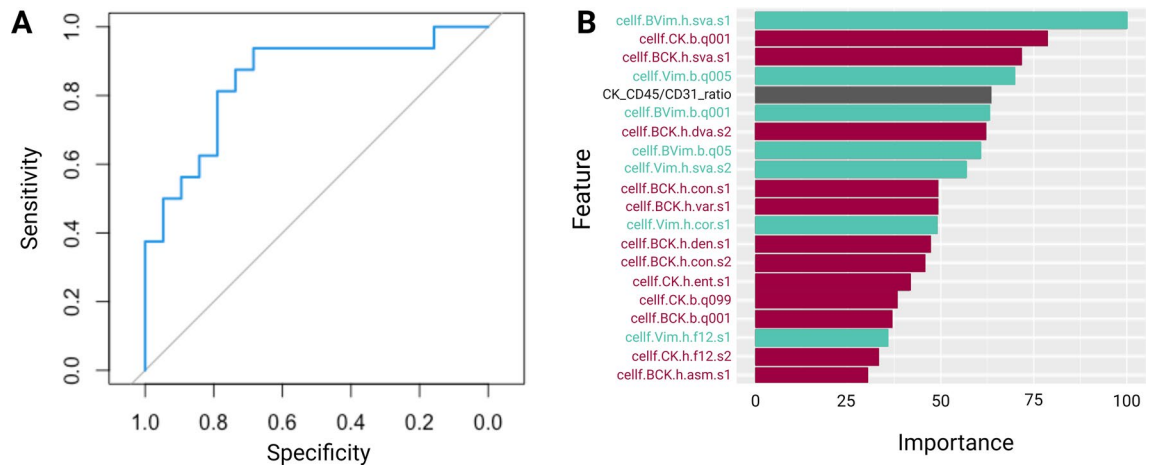 A
Sensitivity
1.0
0.8
0.6
0.4
0.2
0.0
1.0 0.8 0.6 0.4 0.2 0.0
Specificity
B
Feature
cellf.BVim.h.sva.s1
cellf.CK.b.q001
cellf.BCK.h.sva.s1
cellf.Vim.b.q005
CK_CD45/CD31_ratio
cellf.BVim.b.q001
cellf.BCK.h.dva.s2
cellf.BVim.b.q05
cellf.Vim.h.sva.s2
cellf.BCK.h.con.s1
cellf.BCK.h.var.s1
cellf.Vim.h.cor.s1
cellf.BCK.h.den.s1
cellf.BCK.h.con.s2
cellf.CK.h.ent.s1
cellf.CK.b.q099
cellf.BCK.b.q001
cellf.Vim.h.f12.s1
cellf.CK.h.f12.s2
cellf.BCK.h.asm.s1
0 25 50 75 100
Importance